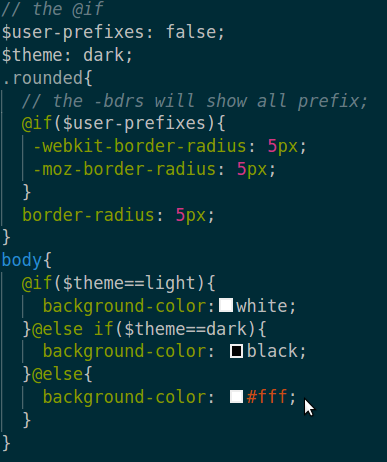 // the @if
$user-prefixes: false;
$theme: dark;
.rounded{
// the -bdrs will show all prefix;
@if($user-prefixes){
-webkit-border-radius: 5px;
-moz-border-radius: 5px;
}
border-radius: 5px;
}
body{
@if($theme==light){
background-color: white;
}@else if($theme==dark){
background-color: black;
}@else{
background-color: #fff;
}
}